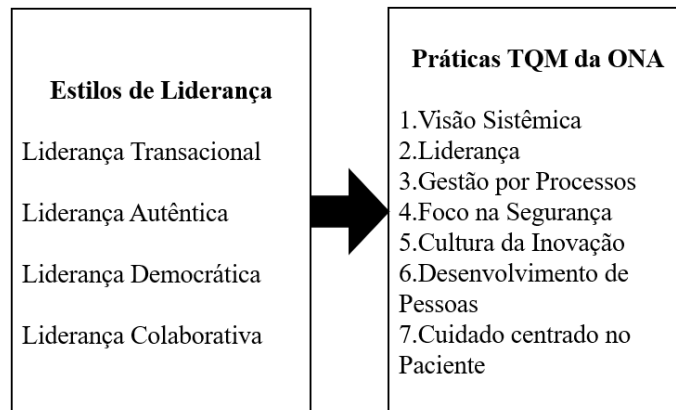 Estilos de Liderança
Liderança Transacional
Liderança Autêntica
Liderança Democrática
Liderança Colaborativa
Práticas TQM da ONA
1.Visão Sistêmica
2.Liderança
3.Gestão por Processos
4.Foco na Segurança
5.Cultura da Inovação
6.Desenvolvimento de
Pessoas
7.Cuidado centrado no
Paciente